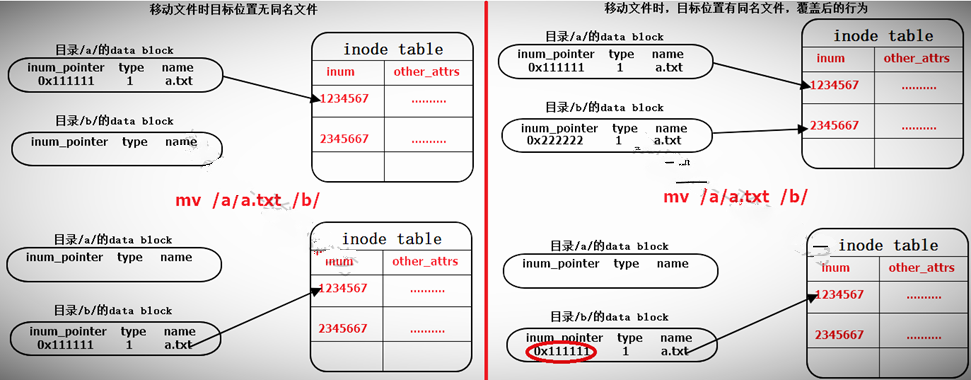 移动文件时目标位置无同名文件
目录/a/的data block
inum_pointer type name
0x111111 1 a.txt
inode table
inum other_attrs
1234567 ..........
2345667 ..........
目录/b/的data block
inum_pointer type name
mv /a/a.txt /b/
目录/a/的data block
inum_pointer type name
inode table
inum other_attrs
1234567 ..........
2345667 ..........
目录/b/的data block
inum_pointer type name
0x111111 1 a.txt
移动文件时，目标位置有同名文件，覆盖后的行为
目录/a/的data block
inum_pointer type name
0x111111 1 a.txt
inode table
inum other_attrs
1234567 ..........
2345667 ..........
目录/b/的data block
inum_pointer type name
0x222222 1 a.txt
mv /a/a.txt /b/
目录/a/的data block
inum_pointer type name
inode table
inum other_attrs
1234567 ..........
2345667 ..........
目录/b/的data block
inum_pointer type name
0x111111 1 a.txt